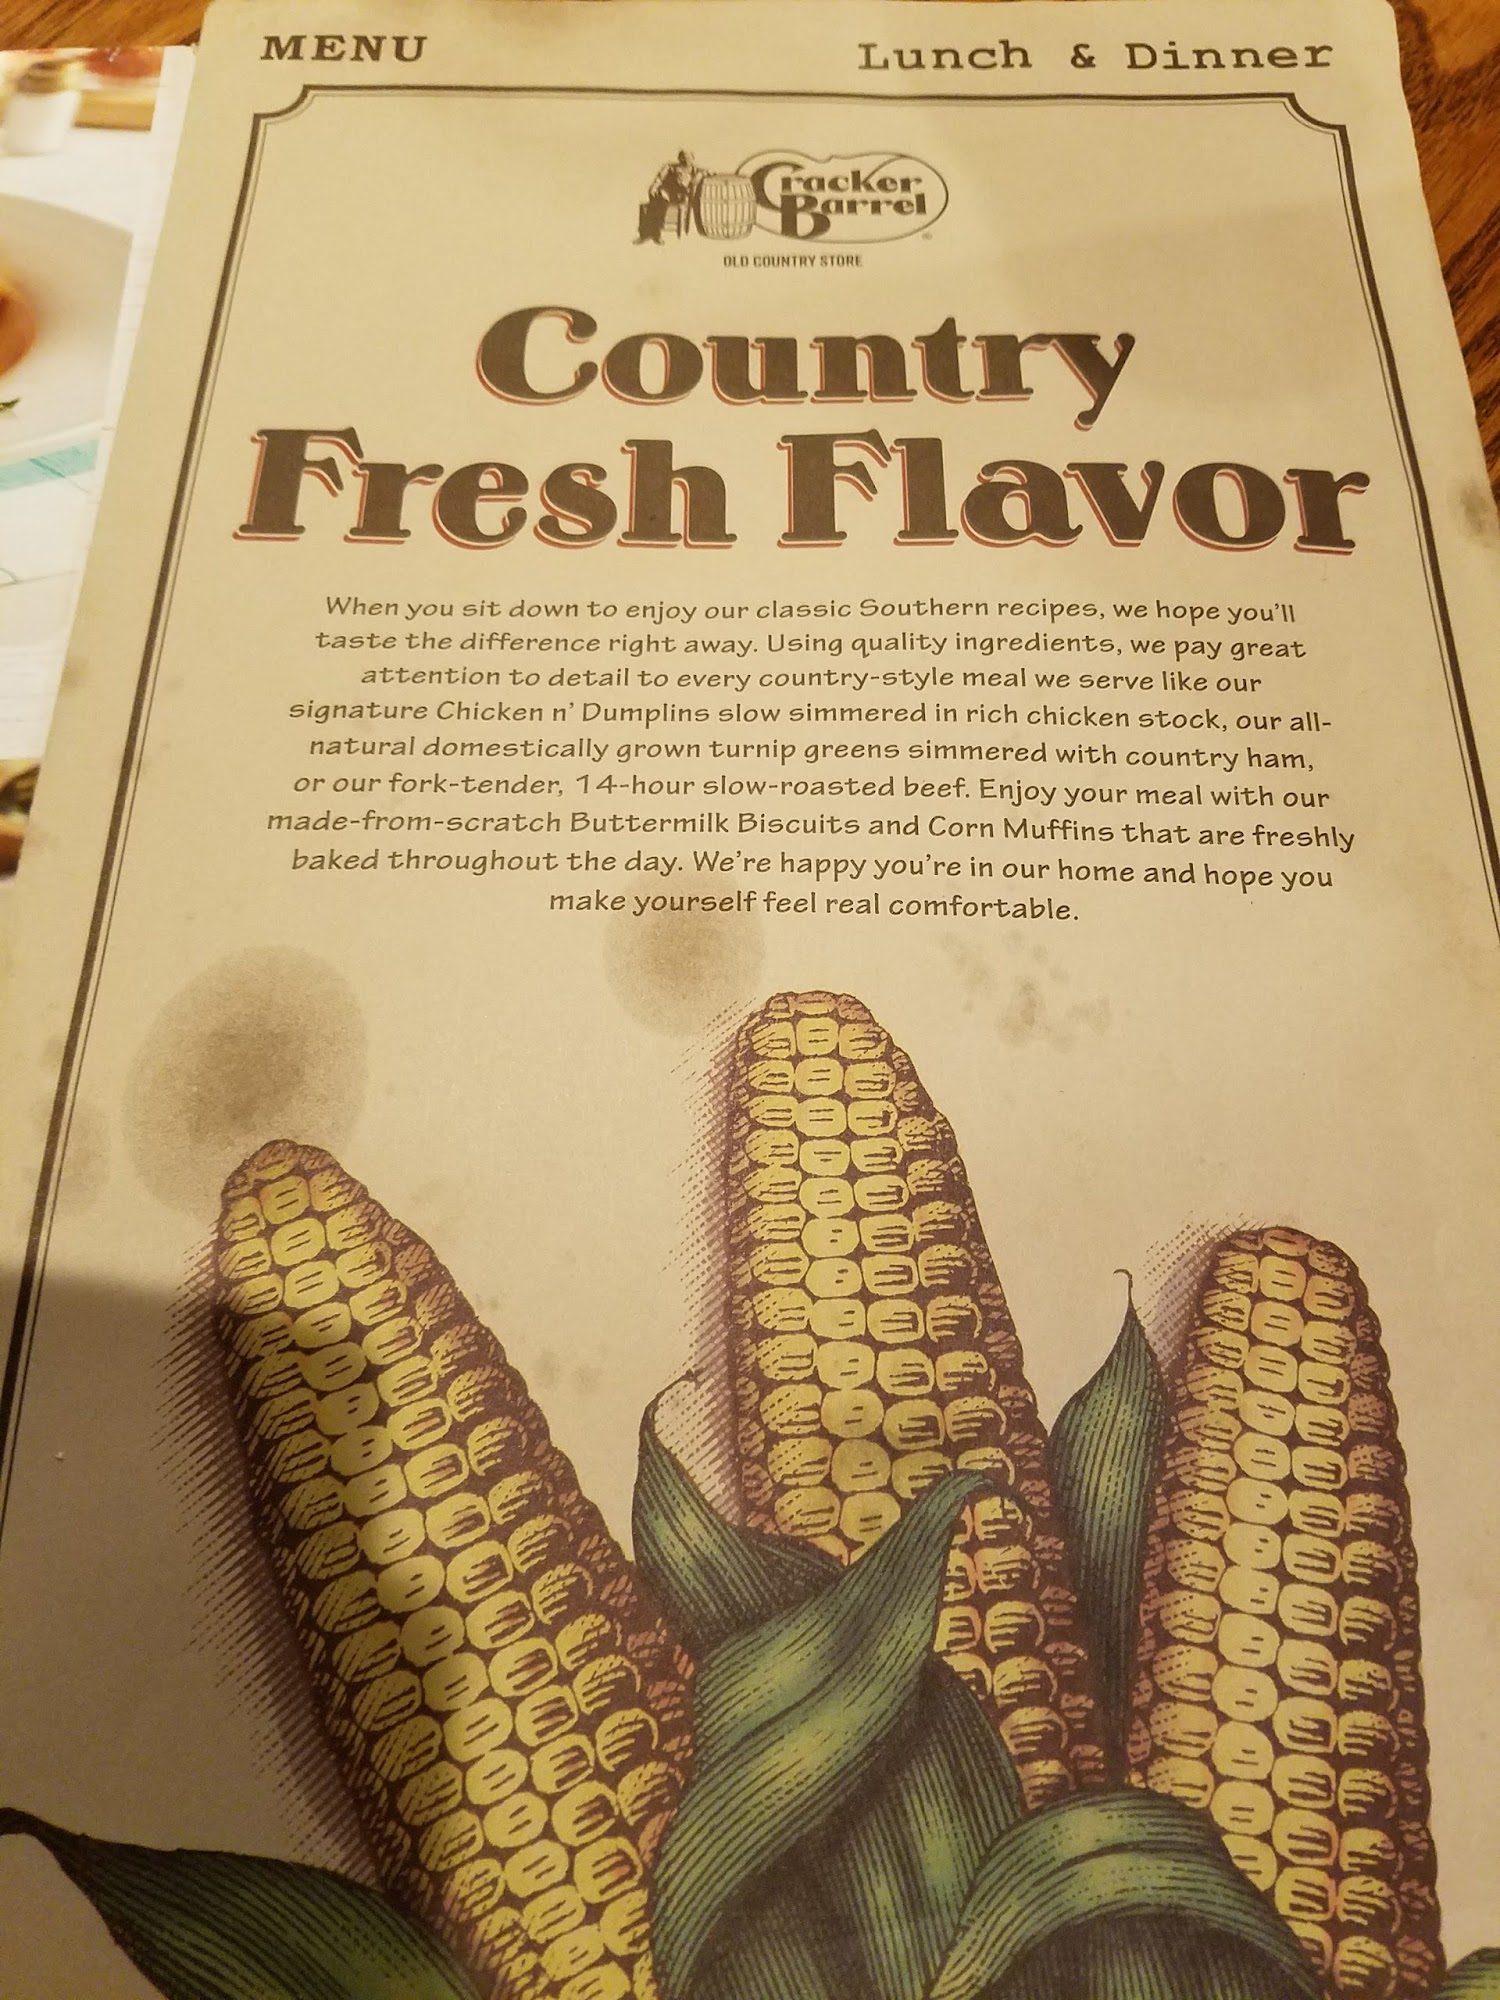 MENU
Lunch & Dinner
Cracker
Barrel
OLD COUNTRY STORE
Country
Fresh Flavor
When you sit down to enjoy our classic Southern recipes, we hope you'll
taste the difference right away. Using quality ingredients, we pay great
attention to detail to every country-style meal we serve like our
signature Chicken n' Dumplins slow simmered in rich chicken stock, our all-
natural domestically grown turnip greens simmered with country ham,
or our fork-tender, 14-hour slow-roasted beef. Enjoy your meal with our
made-from-scratch Buttermilk Biscuits and Corn Muffins that are freshly
baked throughout the day. We're happy you're in our home and hope you
make yourself feel real comfortable.